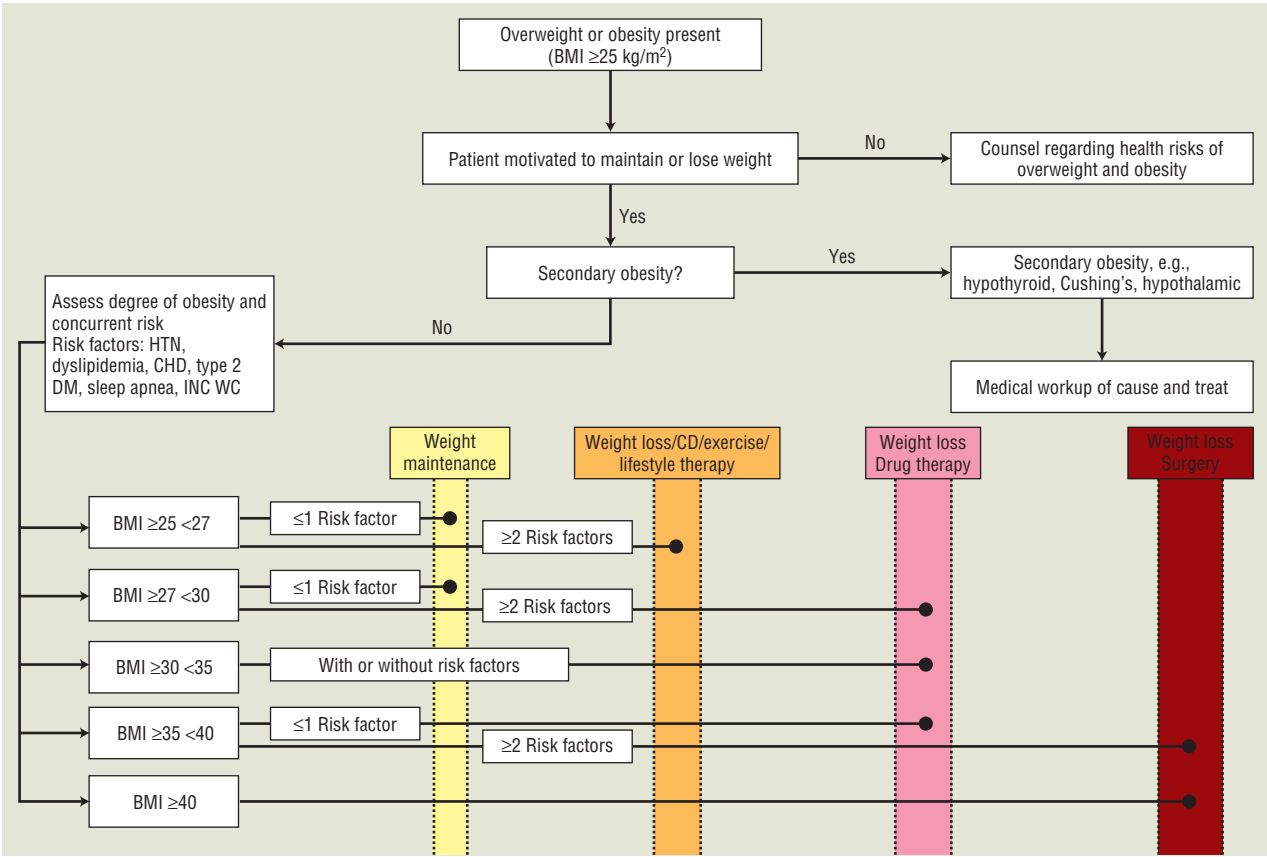 Overweight or obesity present
(BMI ≥25 kg/m²)
Patient motivated to maintain or lose weight
No
Counsel regarding health risks of
overweight and obesity
Yes
Secondary obesity?
Yes
Secondary obesity, e.g.,
hypothyroid, Cushing's, hypothalamic
No
Assess degree of obesity and
concurrent risk
Risk factors: HTN,
dyslipidemia, CHD, type 2
DM, sleep apnea, INC WC
Medical workup of cause and treat
Weight
maintenance
Weight loss/CD/exercise/
lifestyle therapy
Weight loss
Drug therapy
Weight loss
Surgery
BMI ≥25 <27
≤1 Risk factor
≥2 Risk factors
BMI ≥27 <30
≤1 Risk factor
≥2 Risk factors
BMI ≥30 <35
With or without risk factors
BMI ≥35 <40
≤1 Risk factor
≥2 Risk factors
BMI ≥40